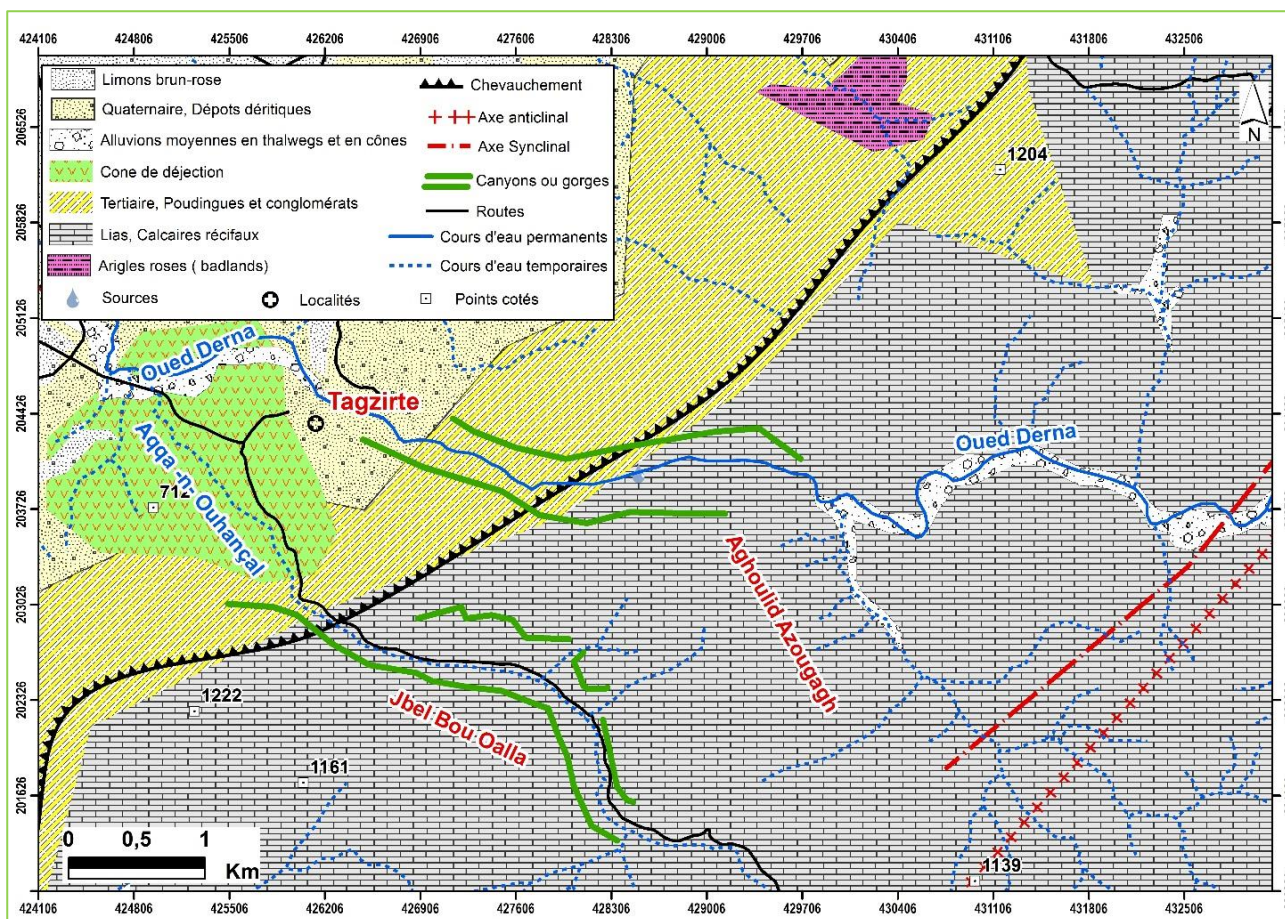 424106 424806 425506 426206 426906 427606 428306 429006 429706 430406 431106 431806 432506
Limons brun-rose
Quaternaire, Dépots déritiques
Alluvions moyennes en thalwegs et en cônes
Cone de déjection
Tertiaire, Poudingues et conglomérats
Lias, Calcaires récifaux
Arigles roses ( badlands)
Sources
Localités
Points cotés
Chevauchement
Axe anticlinal
Axe Synclinal
Canyons ou gorges
Routes
Cours d'eau permanents
Cours d'eau temporaires
N
206526
205826
205126
204426
203726
203026
202326
201626
1204
Oued Derna
Tagzirte
Oued Derna
Aqqa -n- Ouhançal
712
Aghoulid Azougagh
1222
Jbel Bou Oalla
1161
1139
0 0,5 1
Km
424106 424806 425506 426206 426906 427606 428306 429006 429706 430406 431106 431806 432506